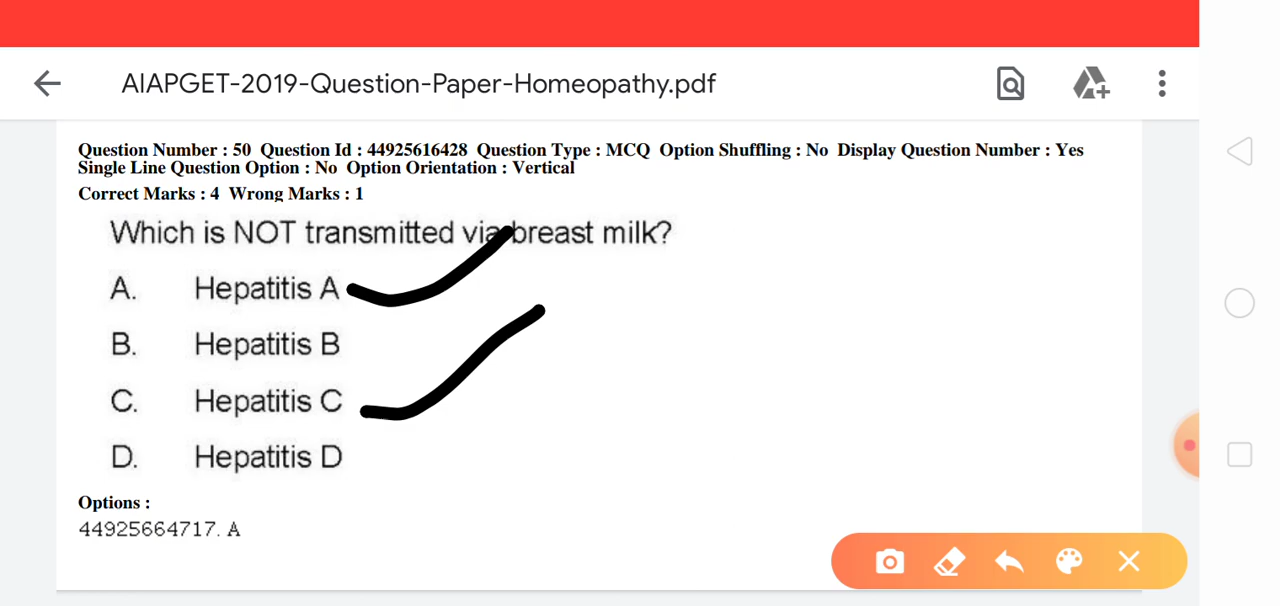 AIAPGET-2019-Question-Paper-Homeopathy.pdf
Question Number : 50 Question Id : 44925616428 Question Type : MCQ Option Shuffling : No Display Question Number : Yes
Single Line Question Option : No Option Orientation : Vertical
Correct Marks : 4 Wrong Marks : 1
Which is NOT transmitted via breast milk?
A. Hepatitis A
B. Hepatitis B
C. Hepatitis C
D. Hepatitis D
Options :
44925664717. A